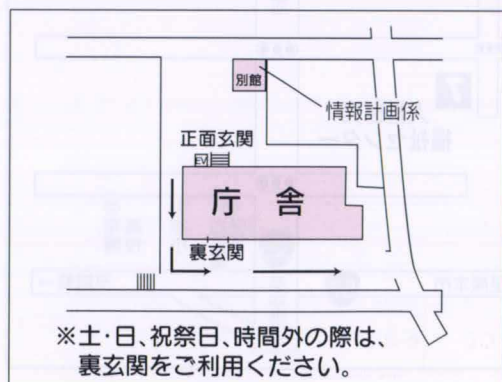 別館
情報計画係
正面玄関
EV
庁舎
裏玄関
※土・日、祝祭日、時間外の際は、
裏玄関をご利用ください。